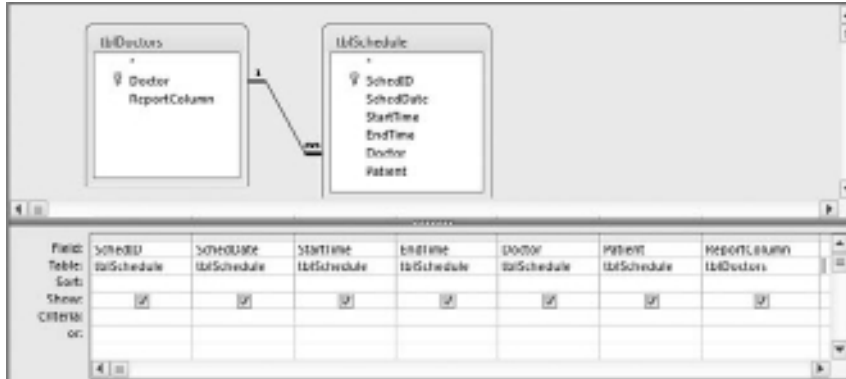 tblDoctors
*
Doctor
ReportColumn
1
∞
tblSchedule
*
SchedID
SchedDate
StartTime
EndTime
Doctor
Patient
Field: SchedID SchedDate StartTime EndTime Doctor Patient ReportColumn
Table: tblSchedule tblSchedule tblSchedule tblSchedule tblSchedule tblSchedule tblDoctors
Sort:
Show:
Criteria:
or: